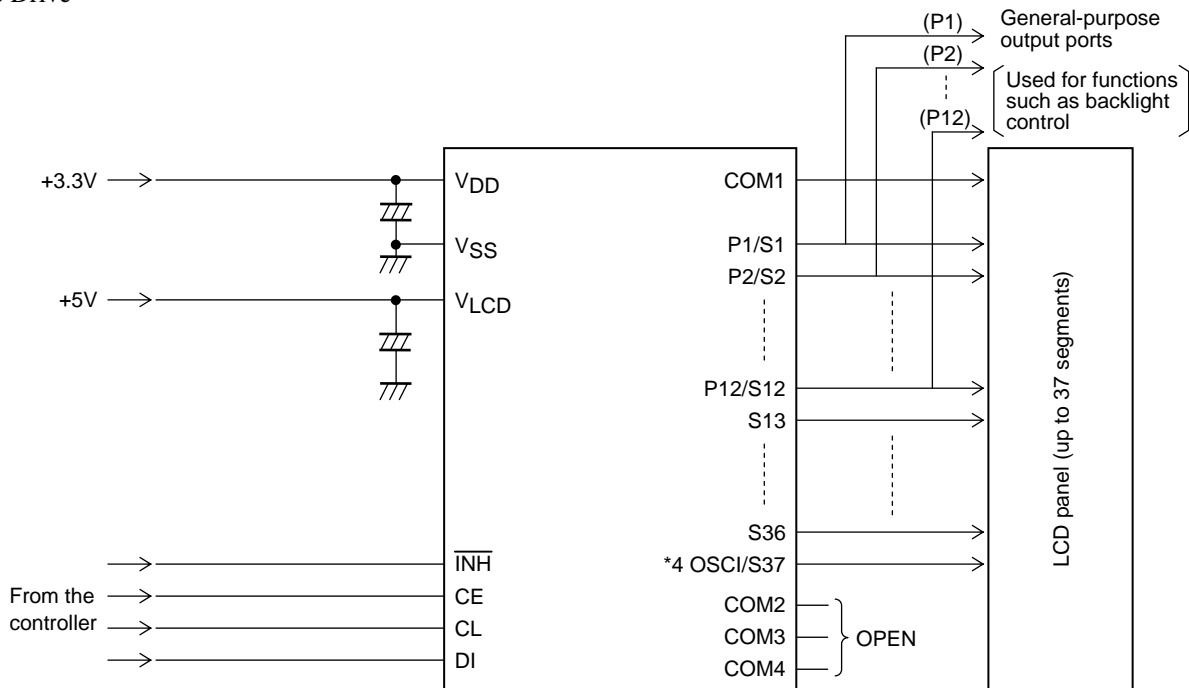 (P1)
General-purpose
output ports
(P2)
Used for functions
such as backlight
control
(P12)
+3.3V
VDD
COM1
VSS
P1/S1
P2/S2
+5V
VLCD
P12/S12
S13
LCD panel (up to 37 segments)
S36
INH
*4 OSCI/S37
From the
controller
CE
CL
DI
COM2
COM3
COM4
OPEN